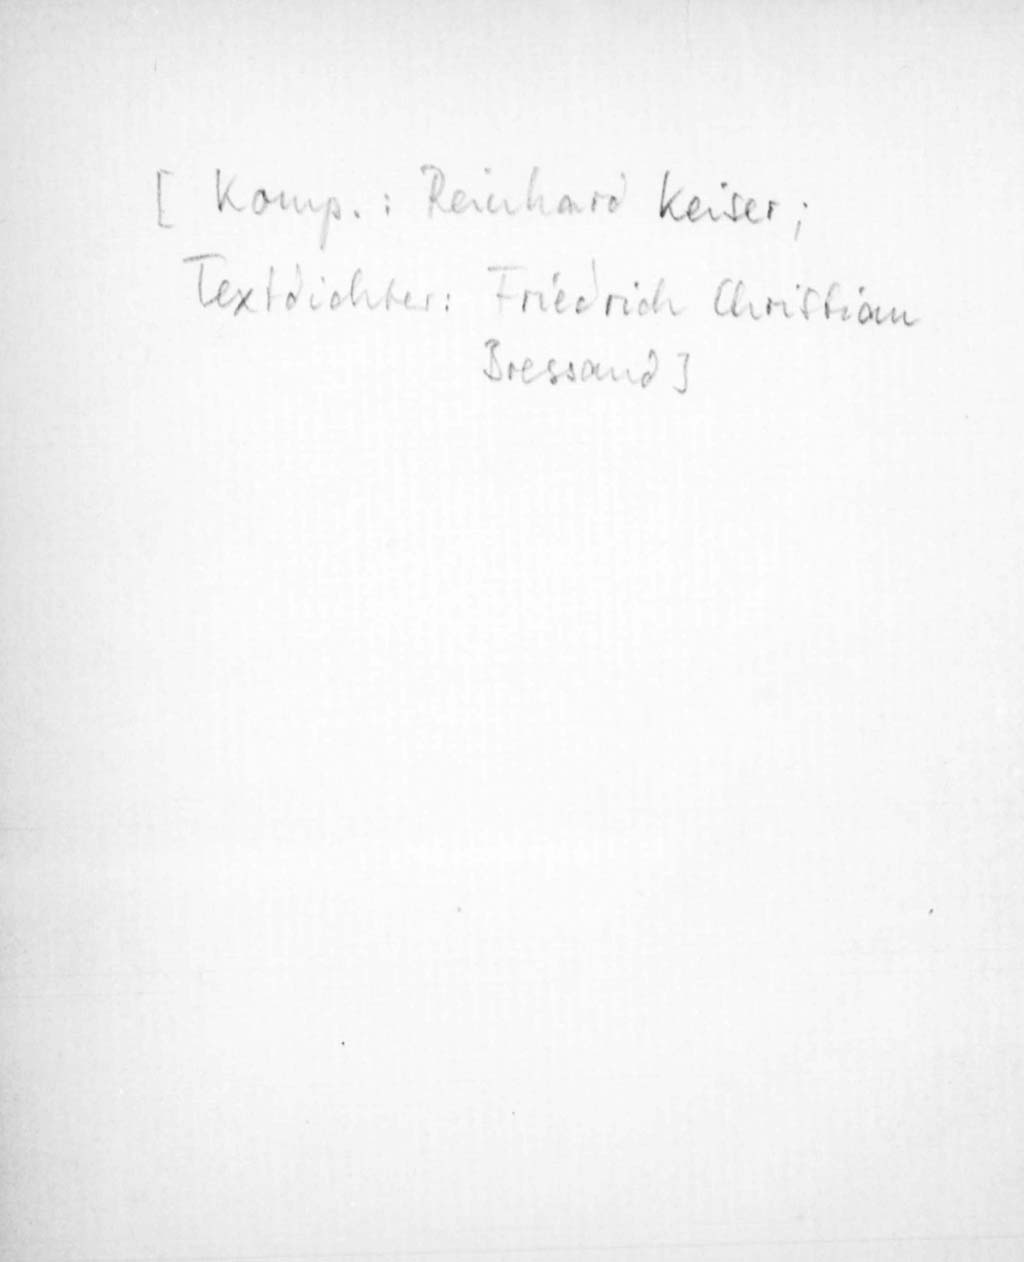 [ Komp. : Reinhard Keiser ;
Textdichter : Friedrich Christian
Bressand ]